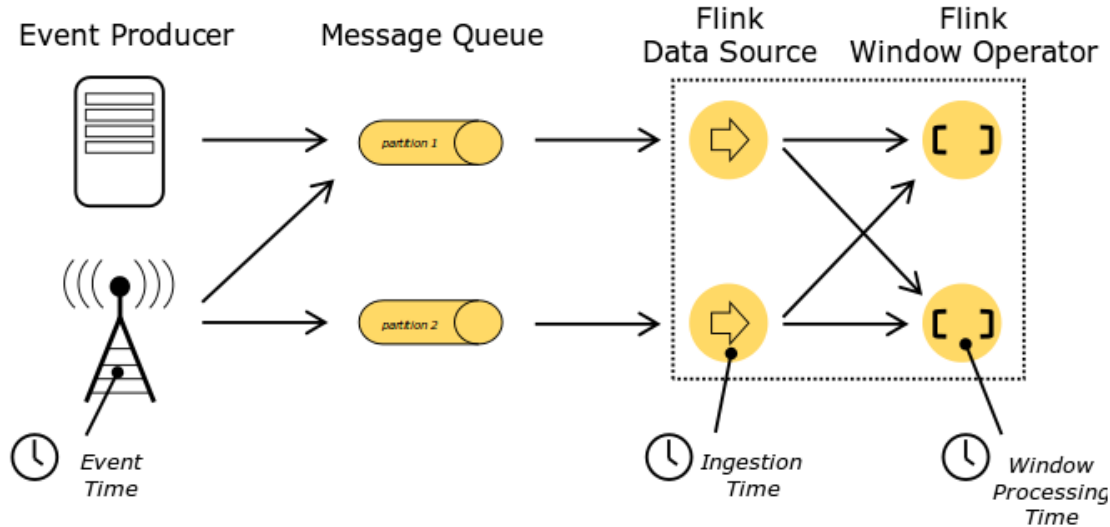 Event Producer
Message Queue
Flink
Data Source
Flink
Window Operator
partition 1
partition 2
Event
Time
Ingestion
Time
Window
Processing
Time